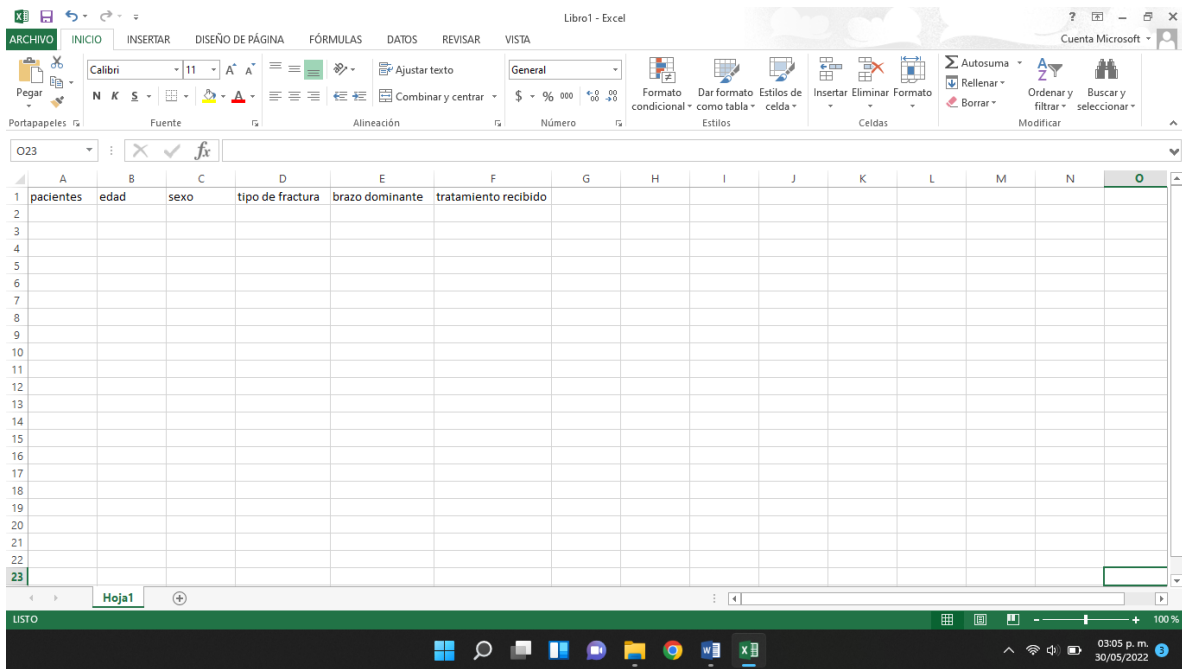 Libro1 - Excel
ARCHIVO INICIO INSERTAR DISEÑO DE PÁGINA FÓRMULAS DATOS REVISAR VISTA Cuenta Microsoft
Pegar
Calibri 11
N K S
Ajustar texto
Combinar y centrar
General
$ % 000
Formato condicional
Dar formato como tabla
Estilos de celda
Insertar Eliminar Formato
Autosuma
Rellenar
Borrar
Ordenar y filtrar
Buscar y seleccionar
Portapapeles Fuente Alineación Número Estilos Celdas Modificar
O23 fx
A B C D E F G H I J K L M N O
1 pacientes edad sexo tipo de fractura brazo dominante tratamiento recibido
2
3
4
5
6
7
8
9
10
11
12
13
14
15
16
17
18
19
20
21
22
23
Hoja1
LISTO 100 %
03:05 p. m.
30/05/2022 3